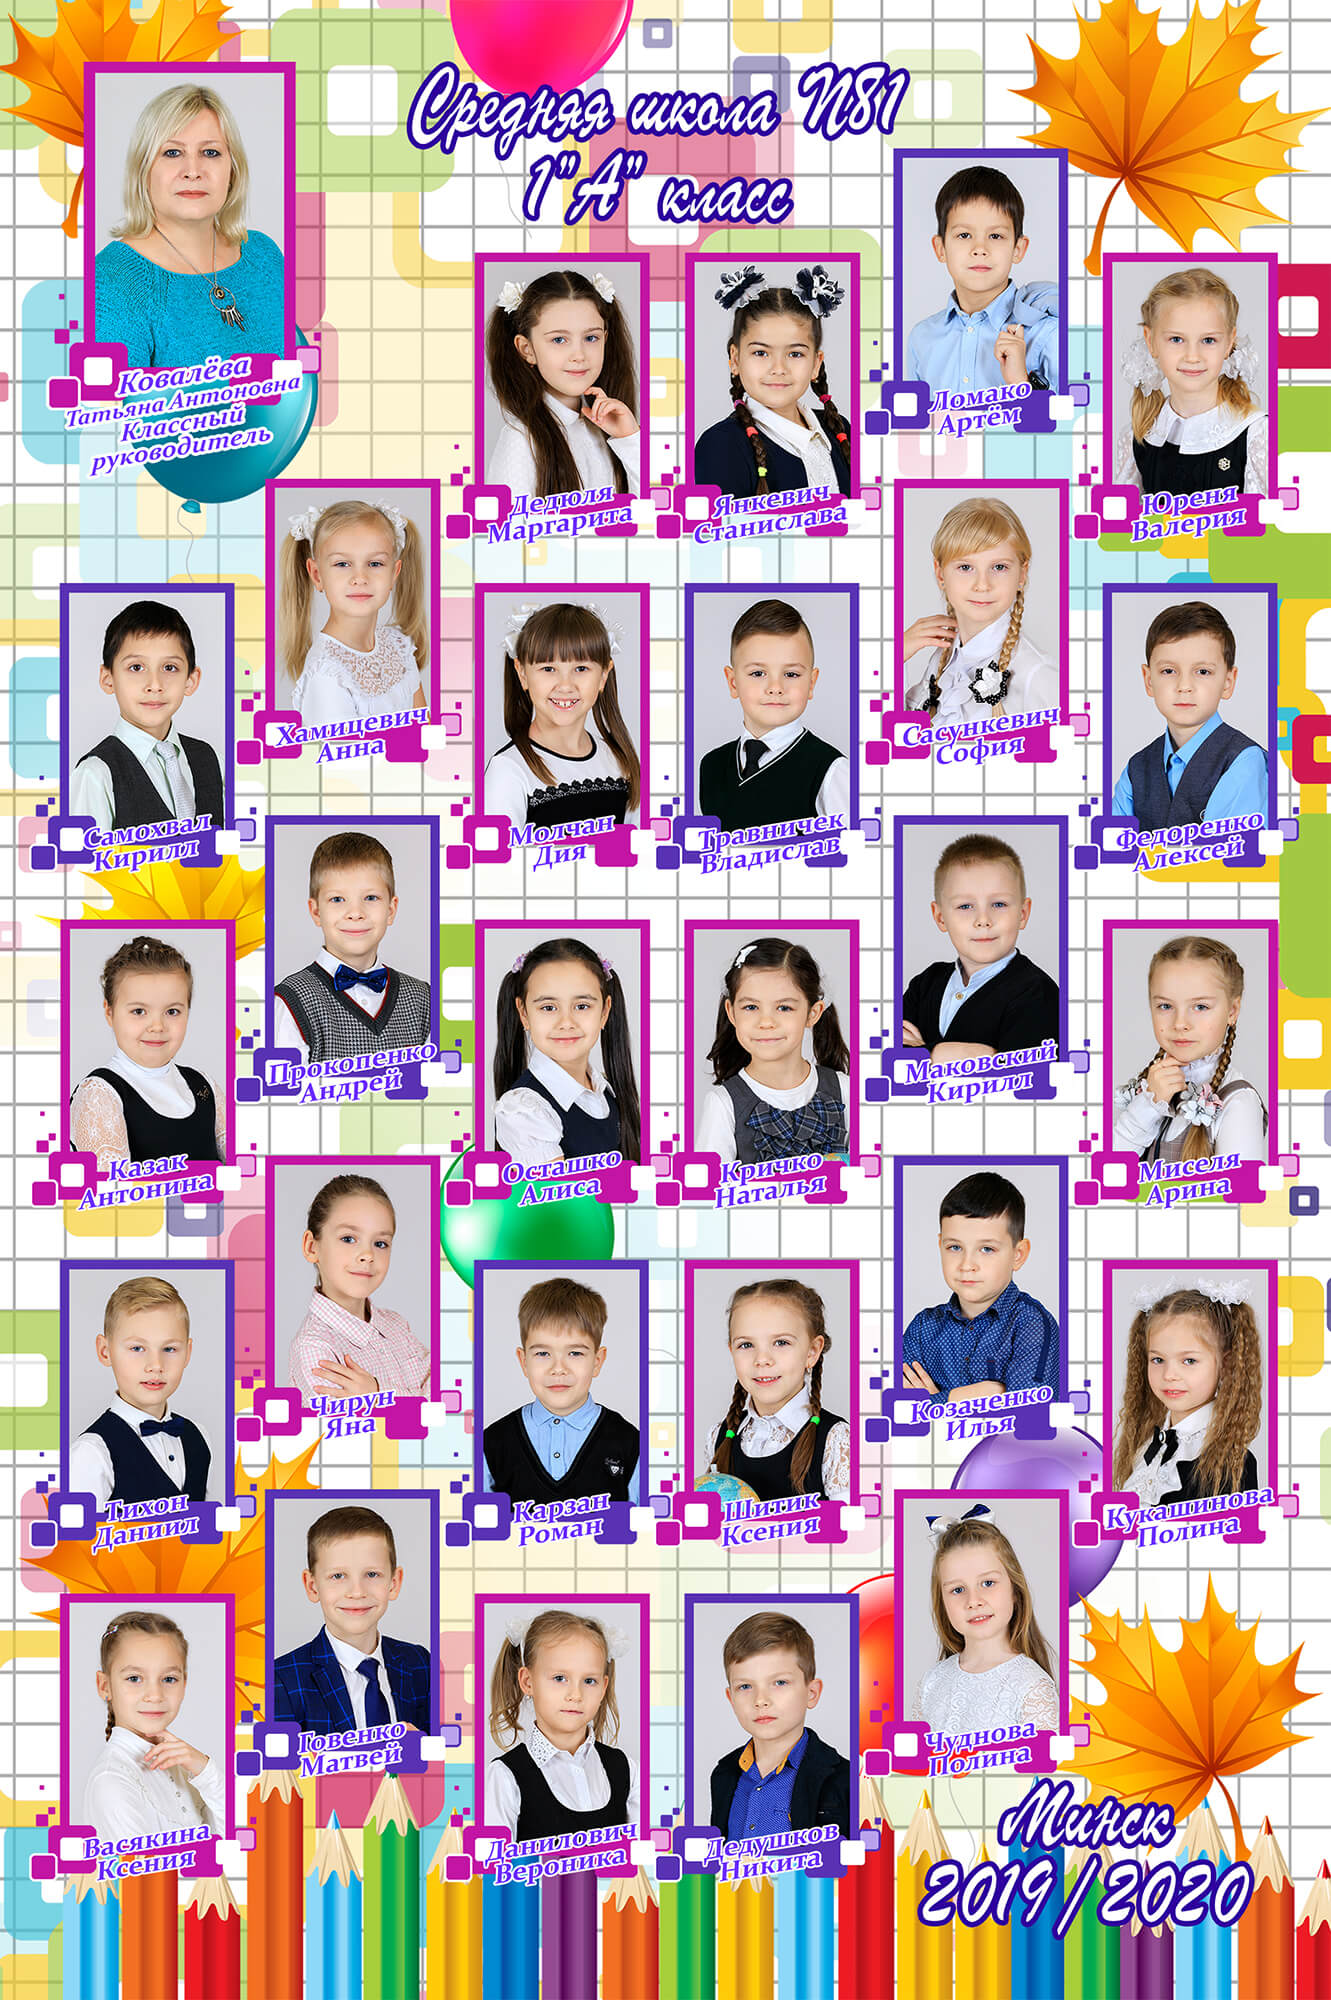 Средняя школа N81
1"А" класс
Ковалёва
Татьяна Антоновна
Классный
руководитель
Ломако
Артём
Дедюля
Маргарита
Янкевич
Станислава
Юреня
Валерия
Хамицевич
Анна
Сасункевич
София
Самохвал
Кирилл
Молчан
Дия
Травничек
Владислав
Федоренко
Алексей
Прокопенко
Андрей
Маковский
Кирилл
Казак
Антонина
Осташко
Алиса
Кричко
Наталья
Миселя
Арина
Чирун
Яна
Козаченко
Илья
Тихон
Даниил
Карзан
Роман
Шитик
Ксения
Кукашинова
Полина
Говенко
Матвей
Чуднова
Полина
Васякина
Ксения
Данилович
Вероника
Дедушков
Никита
Минск
2019/2020